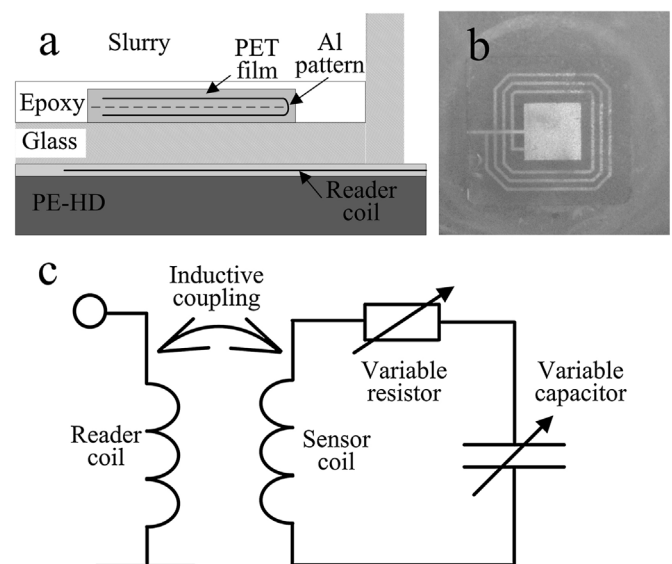 a
Slurry
PET
film
Al
pattern
Epoxy
Glass
Reader
coil
PE-HD
b
c
Inductive
coupling
Variable
resistor
Variable
capacitor
Reader
coil
Sensor
coil